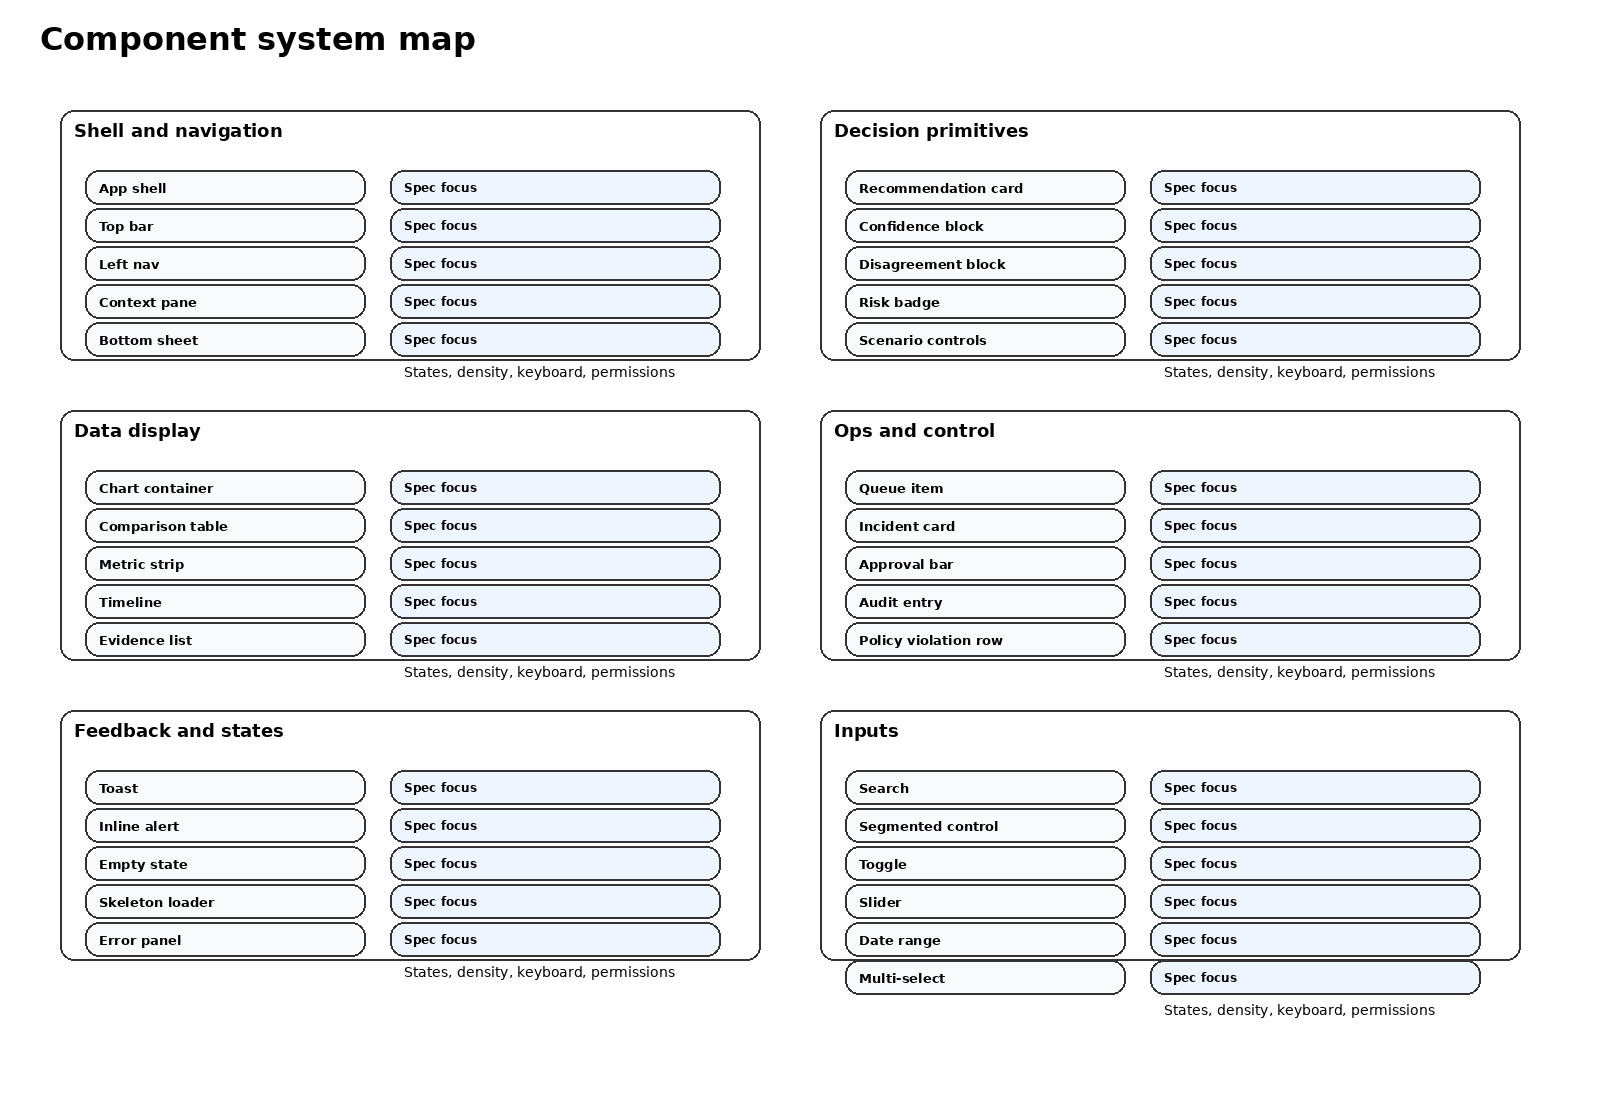 Component system map
Shell and navigation
App shell
Spec focus
Top bar
Spec focus
Left nav
Spec focus
Context pane
Spec focus
Bottom sheet
Spec focus
States, density, keyboard, permissions
Decision primitives
Recommendation card
Spec focus
Confidence block
Spec focus
Disagreement block
Spec focus
Risk badge
Spec focus
Scenario controls
Spec focus
States, density, keyboard, permissions
Data display
Chart container
Spec focus
Comparison table
Spec focus
Metric strip
Spec focus
Timeline
Spec focus
Evidence list
Spec focus
States, density, keyboard, permissions
Ops and control
Queue item
Spec focus
Incident card
Spec focus
Approval bar
Spec focus
Audit entry
Spec focus
Policy violation row
Spec focus
States, density, keyboard, permissions
Feedback and states
Toast
Spec focus
Inline alert
Spec focus
Empty state
Spec focus
Skeleton loader
Spec focus
Error panel
Spec focus
States, density, keyboard, permissions
Inputs
Search
Spec focus
Segmented control
Spec focus
Toggle
Spec focus
Slider
Spec focus
Date range
Spec focus
Multi-select
Spec focus
States, density, keyboard, permissions